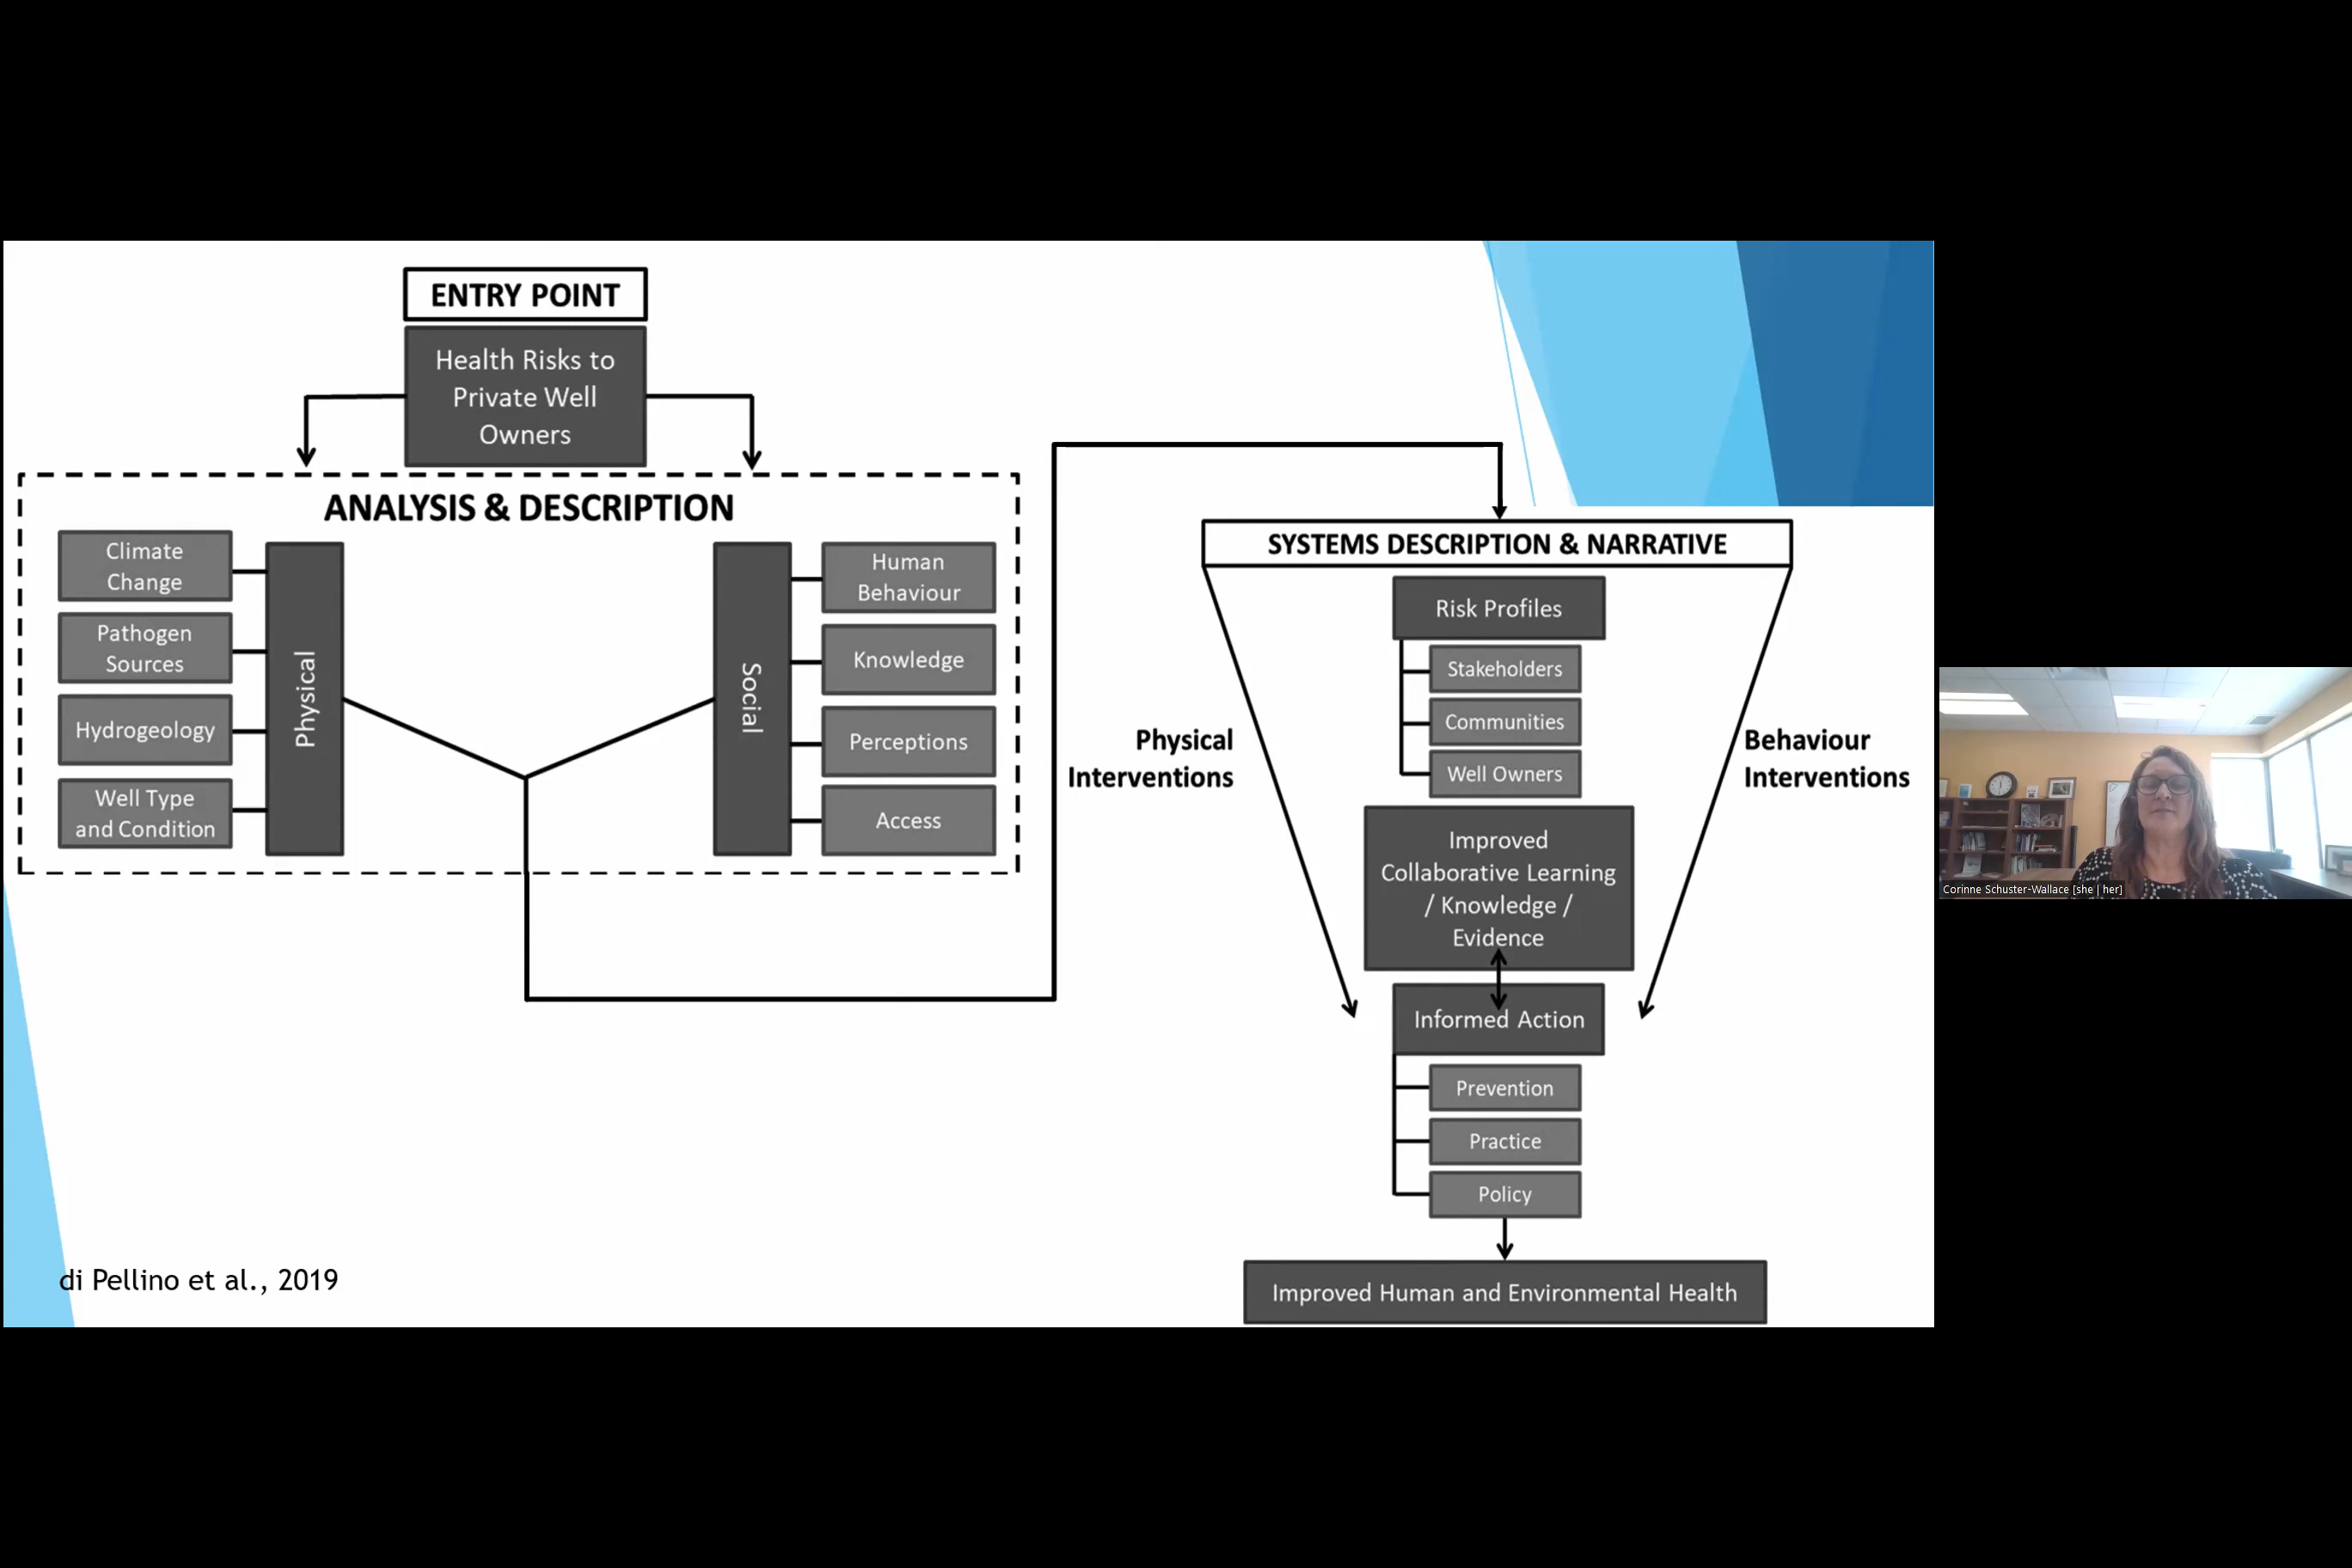 ENTRY POINT
Health Risks to
Private Well
Owners
ANALYSIS & DESCRIPTION
Climate
Change
Pathogen
Sources
Hydrogeology
Well Type
and Condition
Physical
Social
Human
Behaviour
Knowledge
Perceptions
Access
SYSTEMS DESCRIPTION & NARRATIVE
Risk Profiles
Stakeholders
Communities
Well Owners
Physical
Interventions
Behaviour
Interventions
Improved
Collaborative Learning
/ Knowledge /
Evidence
Informed Action
Prevention
Practice
Policy
Improved Human and Environmental Health
di Pellino et al., 2019
Corinne Schuster-Wallace [she | her]